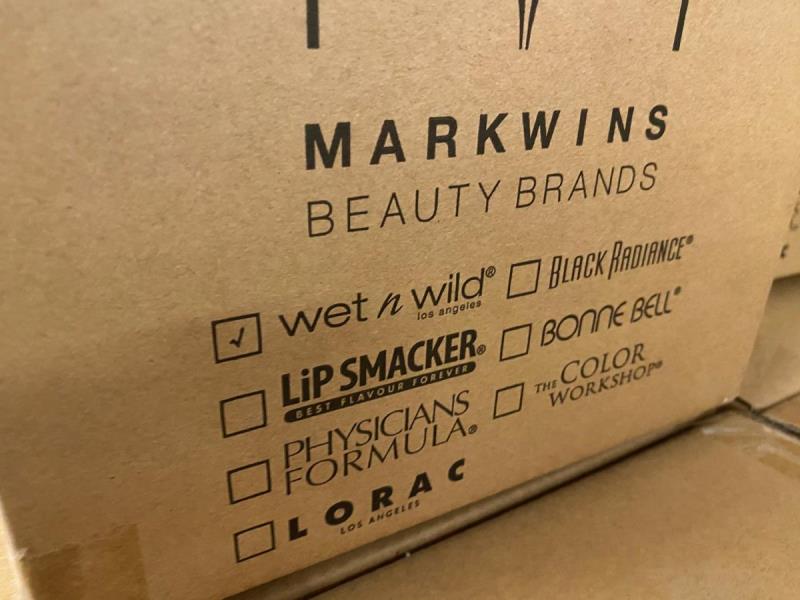 MARKWINS
BEAUTY BRANDS
✓ wet n wild®
los angeles
LiP SMACKER®
BEST FLAVOUR FOREVER
PHYSICIANS
FORMULA®
LORAC
LOS ANGELES
BLACK RADIANCE®
BONNE BELL®
THE COLOR
WORKSHOP®